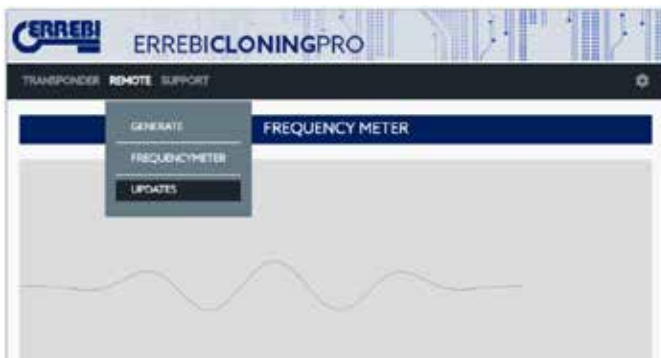 ERREBI
ERREBICLONINGPRO
TRANSPONDER REMOTE SUPPORT
GENERATE
FREQUENCYMETER
UPDATES
FREQUENCY METER